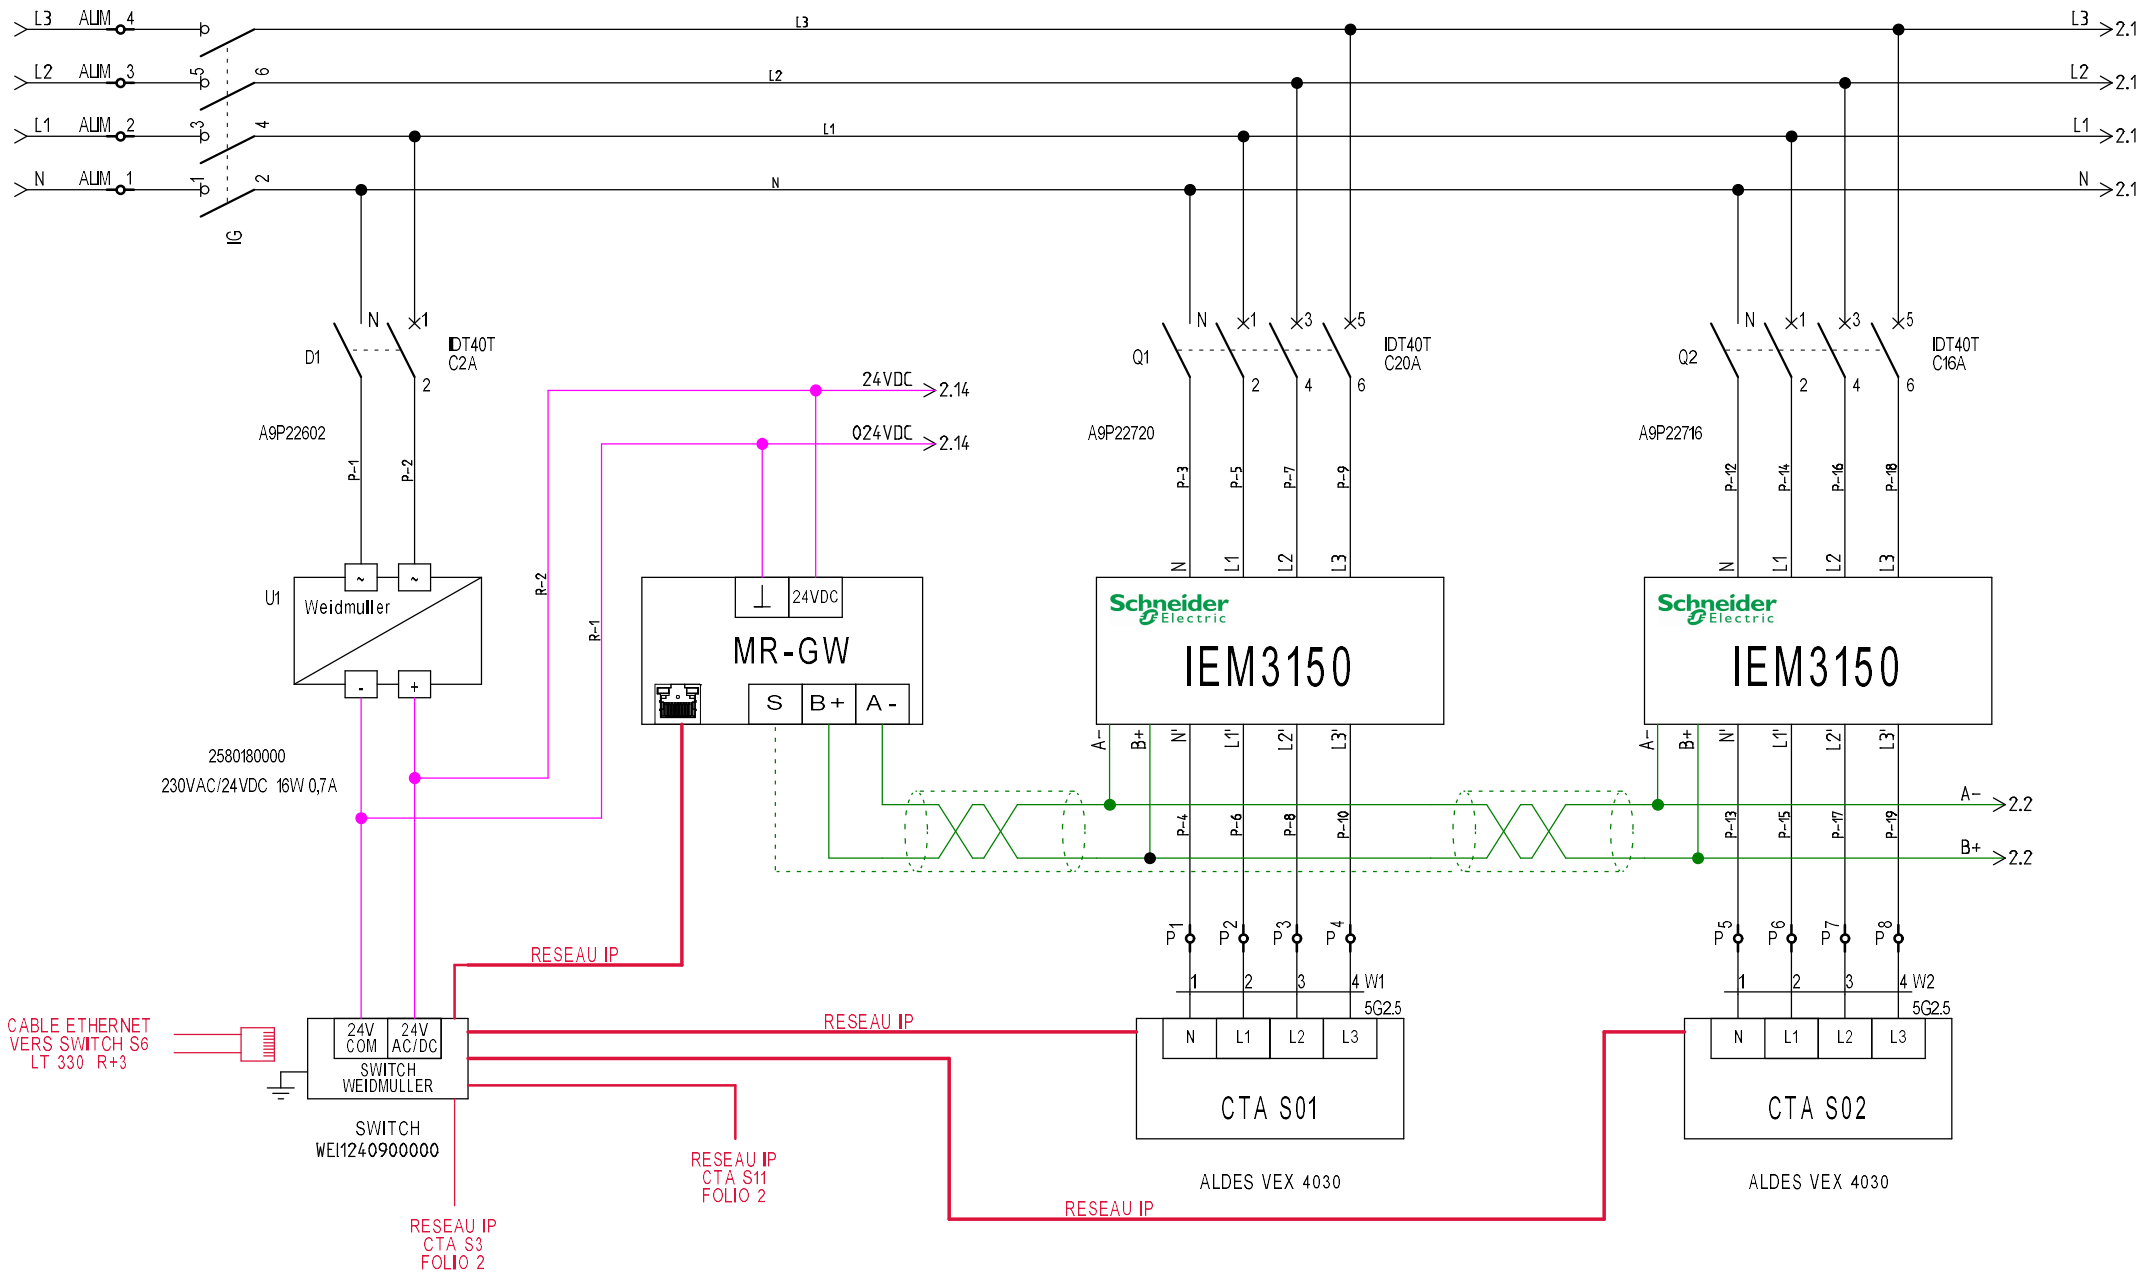 L3 ALIM 4 L3 L3 2.1
L2 ALIM 3 5 6 L2 L2 2.1
L1 ALIM 2 3 4 L1 L1 2.1
N ALIM 1 1 2 N N 2.1
IG
D1 N 1 2
IDT40T
C2A
A9P22602
P-1 P-2
24VDC 2.14
024VDC 2.14
Q1 N 1 3 5
2 4 6
IDT40T
C20A
A9P22720
P-3 P-5 P-7 P-9
Q2 N 1 3 5
2 4 6
IDT40T
C16A
A9P22716
P-12 P-14 P-16 P-18
R-2
R-1
U1
~ ~
Weidmuller
- +
2580180000
230VAC/24VDC 16W 0,7A
24VDC
MR-GW
S B+ A-
N L1 L2 L3
Schneider
Electric
IEM3150
A- B+ N' L1' L2' L3'
N L1 L2 L3
Schneider
Electric
IEM3150
A- B+ N' L1' L2' L3'
A- 2.2
B+ 2.2
P-4 P-6 P-8 P-10
P-13 P-15 P-17 P-19
P 1 P 2 P 3 P 4
1 2 3 4 W1
5G2.5
P 5 P 6 P 7 P 8
1 2 3 4 W2
5G2.5
RESEAU IP
RESEAU IP
CABLE ETHERNET
VERS SWITCH S6
LT 330 R+3
24V
COM
24V
AC/DC
SWITCH
WEIDMULLER
SWITCH
WEI1240900000
RESEAU IP
CTA S3
FOLIO 2
RESEAU IP
CTA S11
FOLIO 2
RESEAU IP
N L1 L2 L3
CTA S01
ALDES VEX 4030
N L1 L2 L3
CTA S02
ALDES VEX 4030